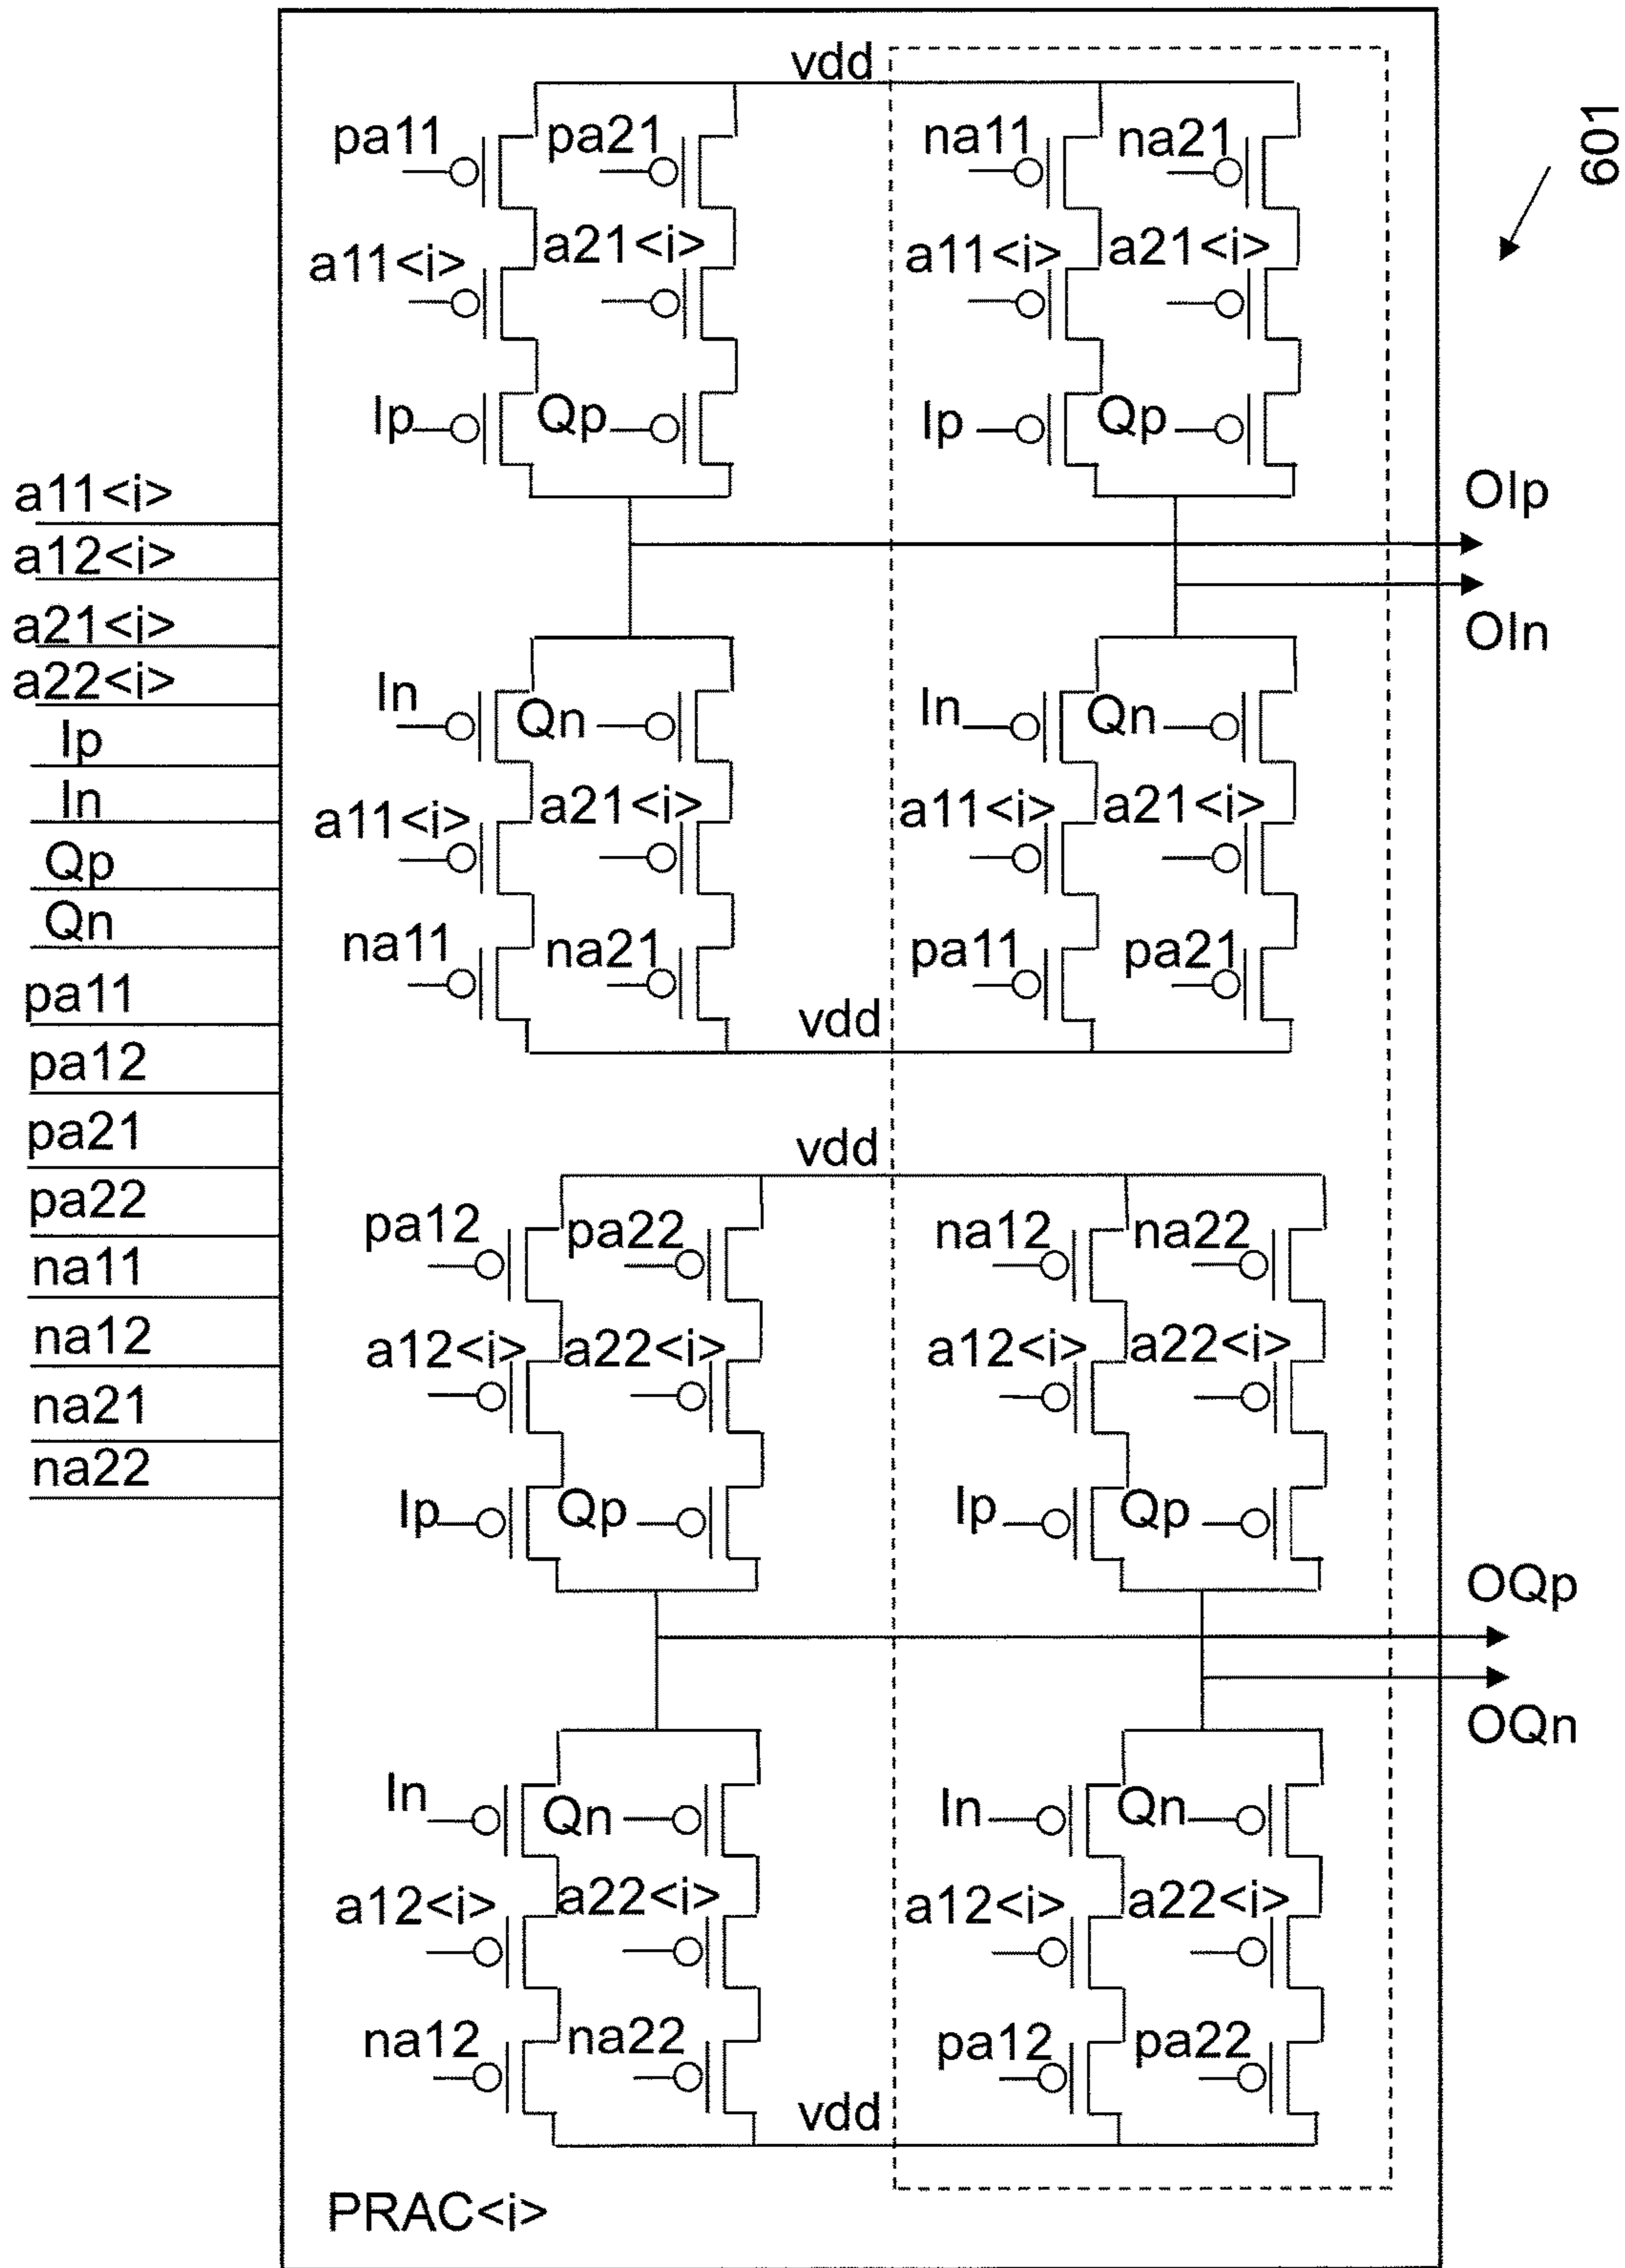 vdd
601
pa11 pa21 na11 na21
a11<i> a21<i> a11<i> a21<i>
Ip Qp Ip Qp
a11<i>
a12<i>
a21<i>
a22<i>
Ip
In
Qp
Qn
pa11
pa12
pa21
pa22
na11
na12
na21
na22
OIp
OIn
In Qn In Qn
a11<i> a21<i> a11<i> a21<i>
na11 na21 pa11 pa21
vdd
vdd
pa12 pa22 na12 na22
a12<i> a22<i> a12<i> a22<i>
Ip Qp Ip Qp
OQp
OQn
In Qn In Qn
a12<i> a22<i> a12<i> a22<i>
na12 na22 pa12 pa22
vdd
PRAC<i>